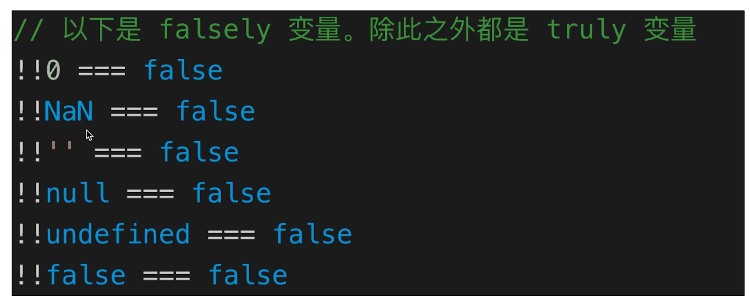 // 以下是 falsely 变量。除此之外都是 truly 变量
!!0 === false
!!NaN === false
!!'' === false
!!null === false
!!undefined === false
!!false === false